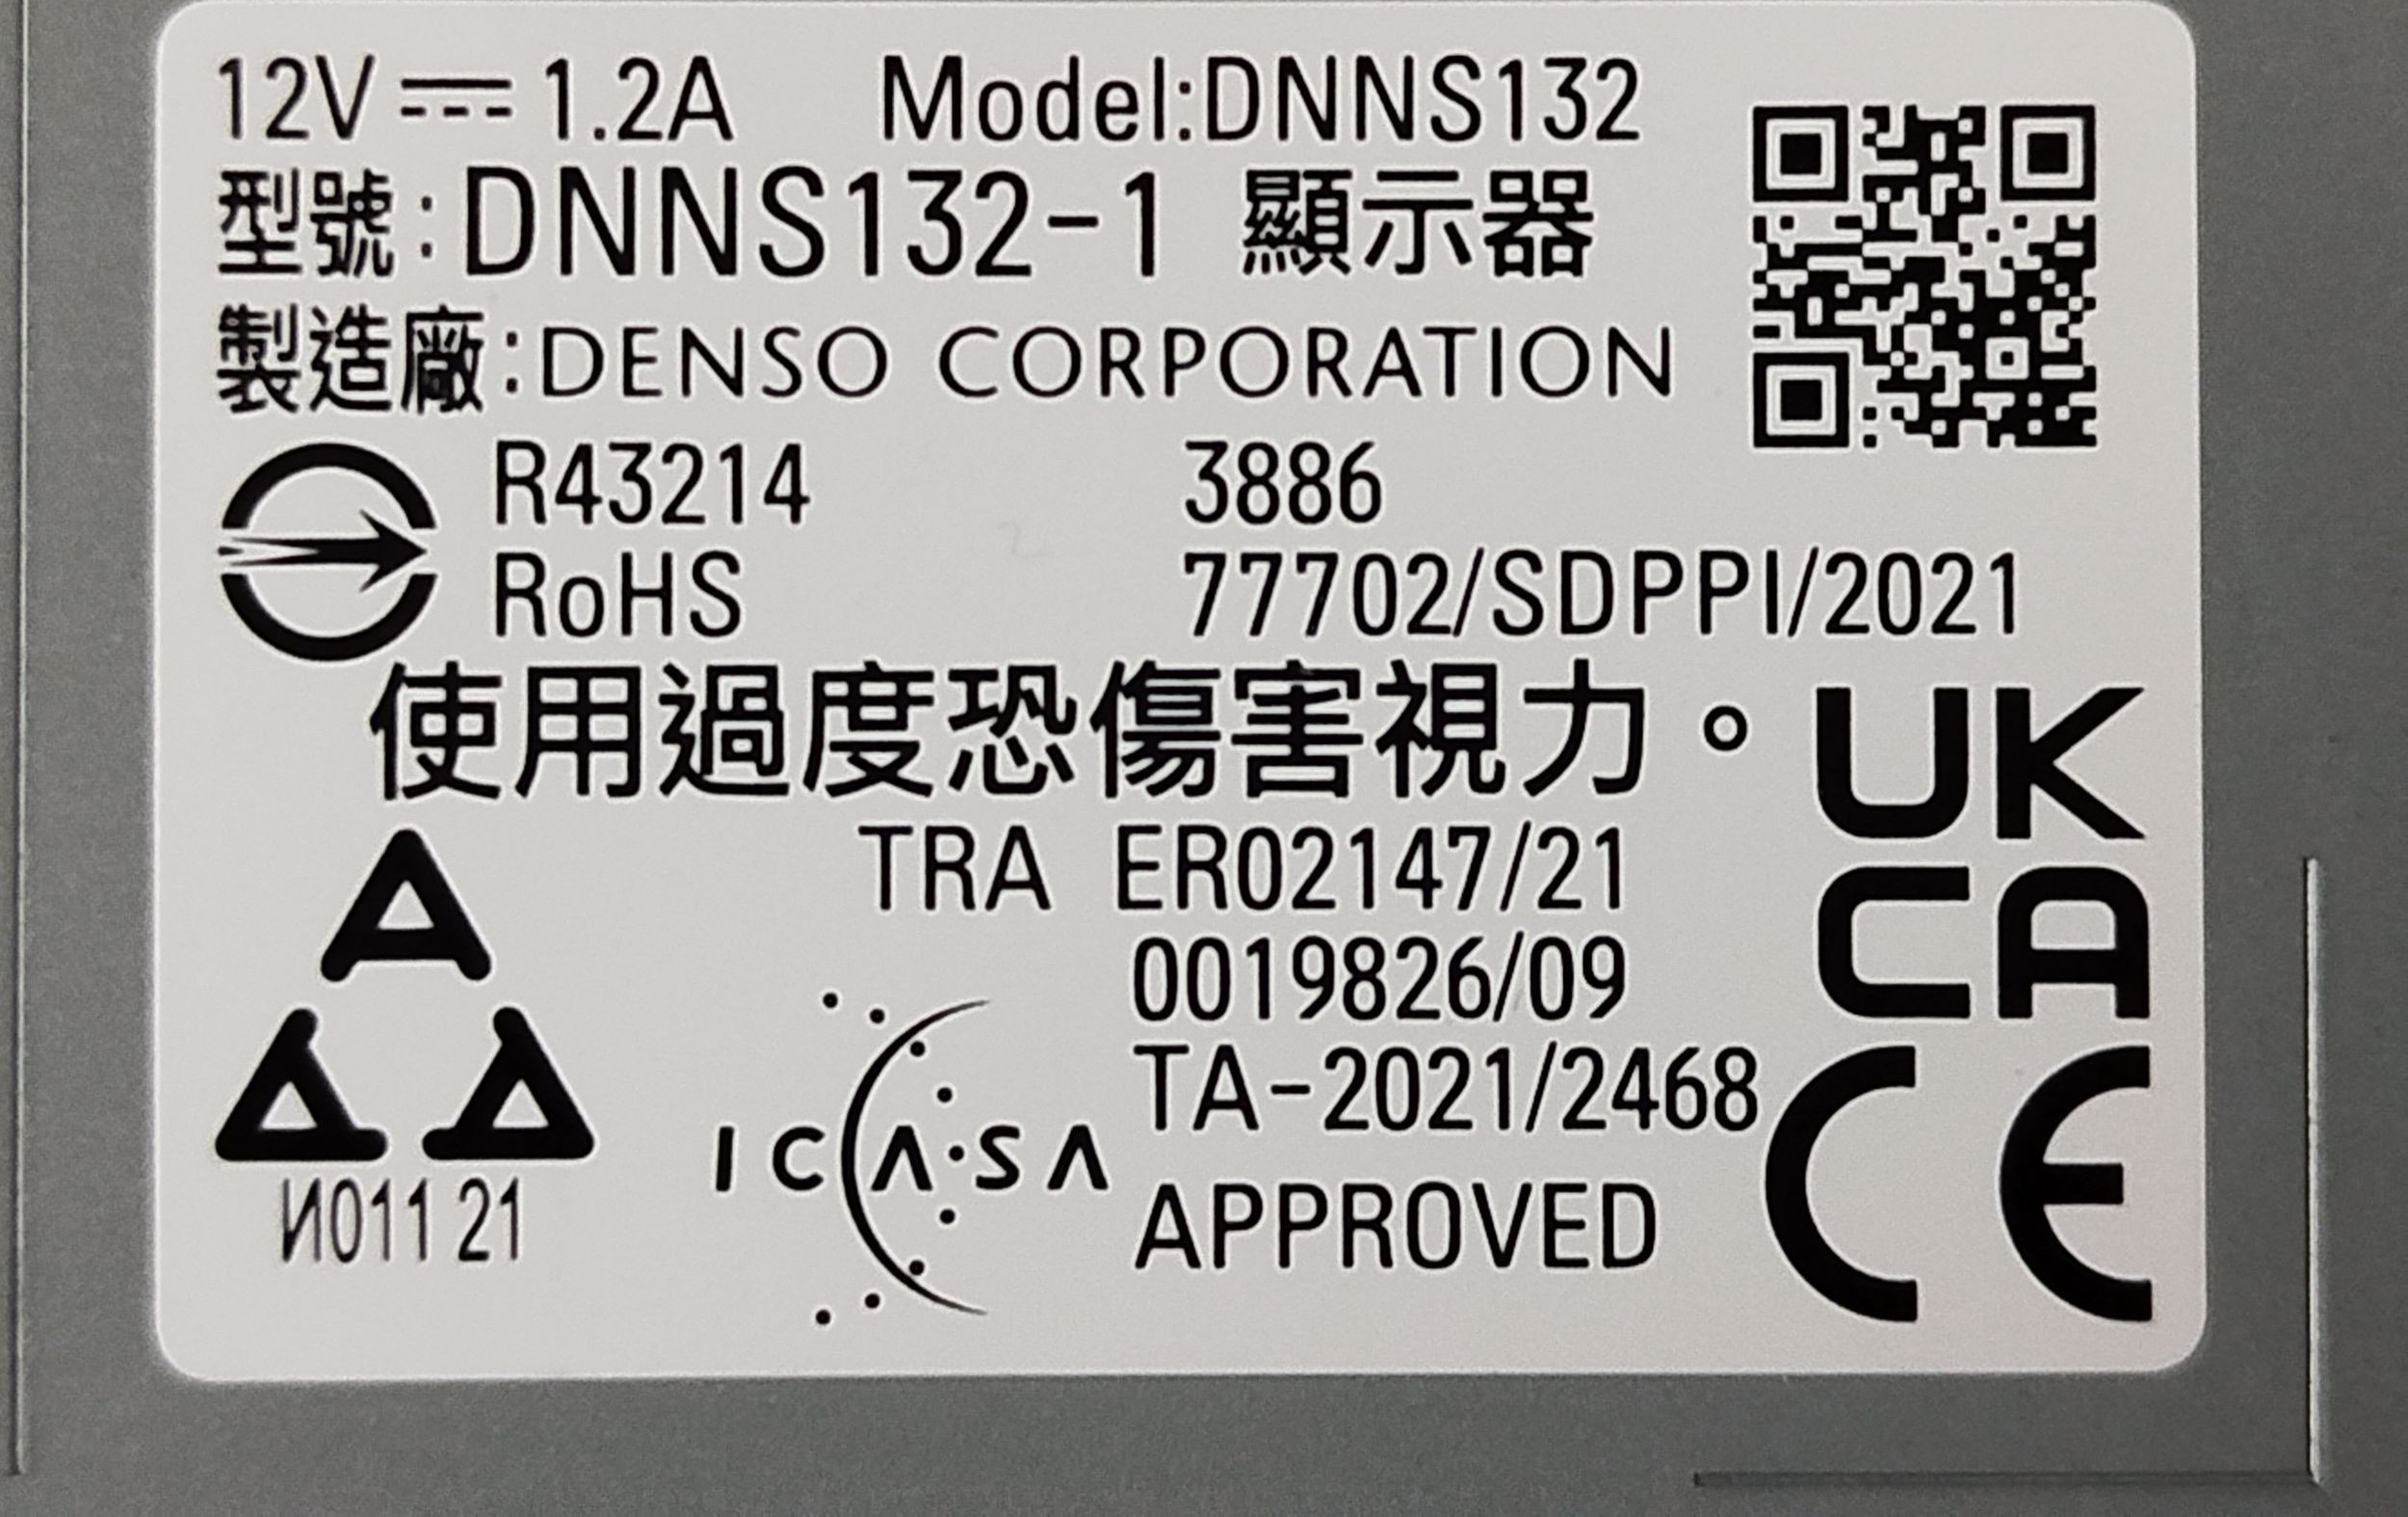 12V ⎓ 1.2A Model:DNNS132
型號:DNNS132-1 顯示器
製造廠:DENSO CORPORATION
R43214 3886
RoHS 77702/SDPPI/2021
使用過度恐傷害視力。
UK
CA
TRA ER02147/21
0019826/09
TA-2021/2468
ICASA APPROVED
CE
И011 21